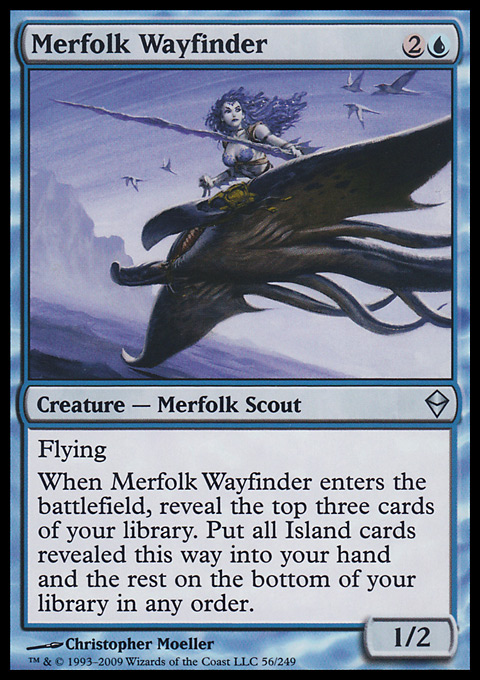 Merfolk Wayfinder 2
Creature — Merfolk Scout
Flying
When Merfolk Wayfinder enters the
battlefield, reveal the top three cards
of your library. Put all Island cards
revealed this way into your hand
and the rest on the bottom of your
library in any order.
1/2
Christopher Moeller
™ & © 1993–2009 Wizards of the Coast LLC 56/249